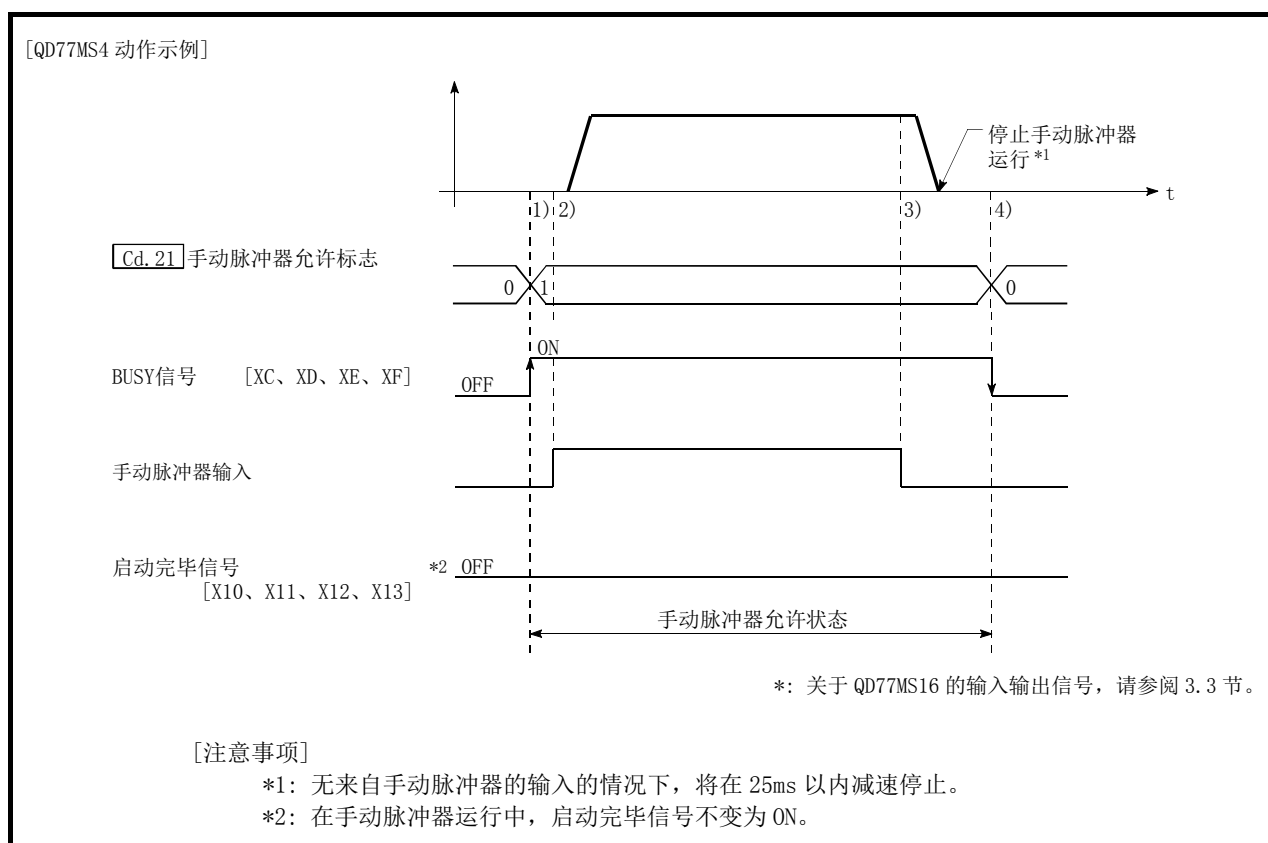 [QD77MS4 动作示例]
停止手动脉冲器
运行*1
t
1) 2) 3) 4)
Cd.21 手动脉冲器允许标志
0 1 0
ON
BUSY信号 [XC、XD、XE、XF] OFF
手动脉冲器输入
启动完毕信号 *2 OFF
[X10、X11、X12、X13]
手动脉冲器允许状态
*: 关于 QD77MS16 的输入输出信号，请参阅 3.3 节。
[注意事项]
*1: 无来自手动脉冲器的输入的情况下，将在 25ms 以内减速停止。
*2: 在手动脉冲器运行中，启动完毕信号不变为 ON。